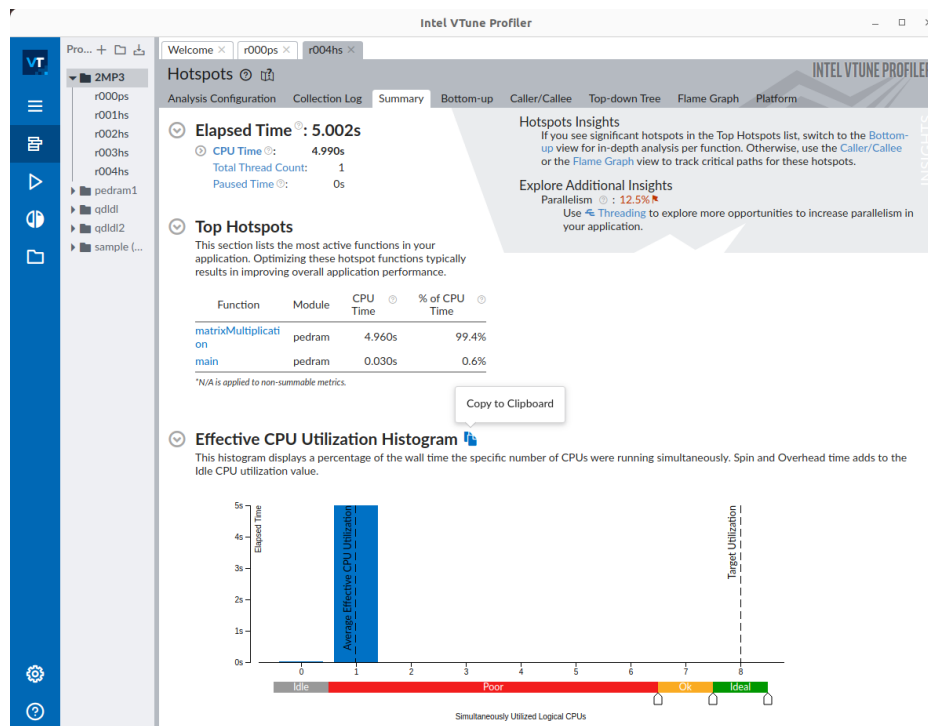 Intel VTune Profiler
Pro...
Welcome
r000ps
r004hs
VT
2MP3
r000ps
r001hs
r002hs
r003hs
r004hs
pedram1
qdldl
qdldl2
sample (...
Hotspots
INTEL VTUNE PROFILER
INSIGHTS
Analysis Configuration Collection Log Summary Bottom-up Caller/Callee Top-down Tree Flame Graph Platform
Elapsed Time : 5.002s
CPU Time : 4.990s
Total Thread Count: 1
Paused Time : 0s
Hotspots Insights
If you see significant hotspots in the Top Hotspots list, switch to the Bottom-
up view for in-depth analysis per function. Otherwise, use the Caller/Callee
or the Flame Graph view to track critical paths for these hotspots.
Explore Additional Insights
Parallelism : 12.5%
Use Threading to explore more opportunities to increase parallelism in
your application.
Top Hotspots
This section lists the most active functions in your
application. Optimizing these hotspot functions typically
results in improving overall application performance.
Function Module CPU Time % of CPU Time
matrixMultiplicati
on pedram 4.960s 99.4%
main pedram 0.030s 0.6%
*N/A is applied to non-summable metrics.
Copy to Clipboard
Effective CPU Utilization Histogram
This histogram displays a percentage of the wall time the specific number of CPUs were running simultaneously. Spin and Overhead time adds to the
Idle CPU utilization value.
5s
4s
3s
2s
1s
0s
Elapsed Time
Average Effective CPU Utilization
Target Utilization
0 1 2 3 4 5 6 7 8
Idle Poor Ok Ideal
Simultaneously Utilized Logical CPUs